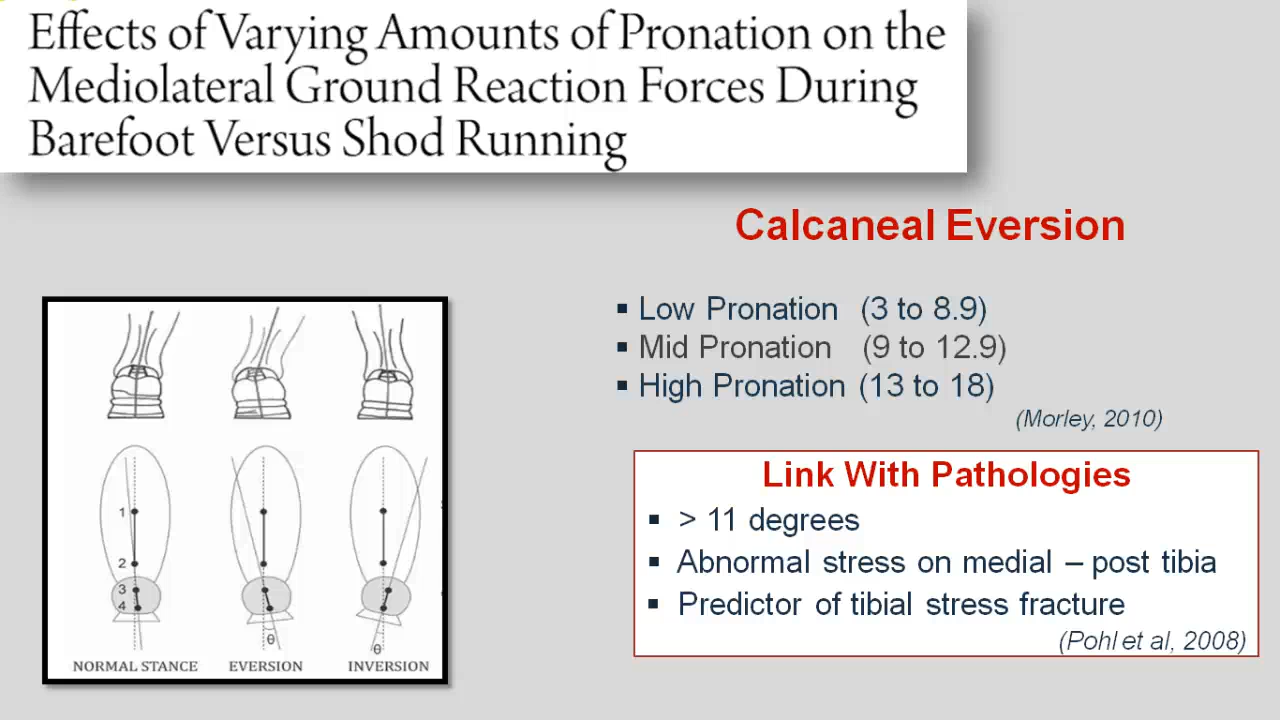 Effects of Varying Amounts of Pronation on the
Mediolateral Ground Reaction Forces During
Barefoot Versus Shod Running
Calcaneal Eversion
▪ Low Pronation (3 to 8.9)
▪ Mid Pronation (9 to 12.9)
▪ High Pronation (13 to 18)
(Morley, 2010)
Link With Pathologies
▪ > 11 degrees
▪ Abnormal stress on medial – post tibia
▪ Predictor of tibial stress fracture
(Pohl et al, 2008)
1
2
3
4
θ
θ
NORMAL STANCE EVERSION INVERSION